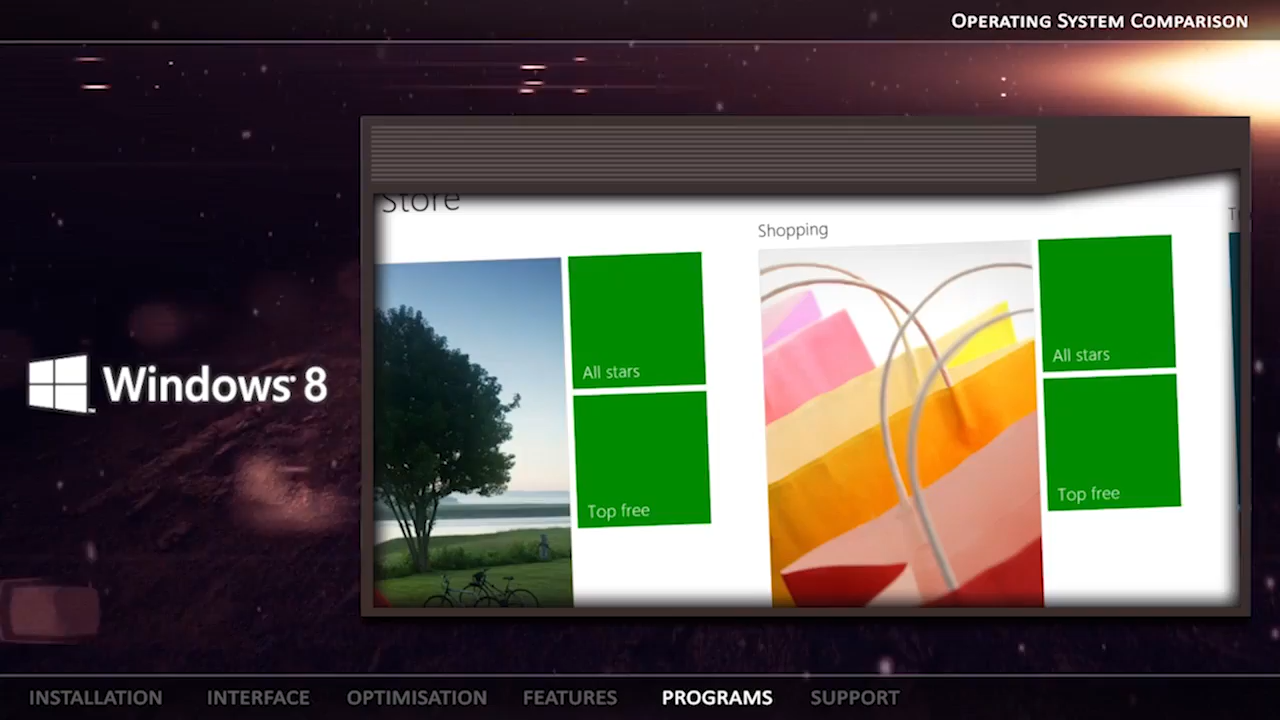 OPERATING SYSTEM COMPARISON
Store
Shopping
All stars
Top free
All stars
Top free
Windows 8
INSTALLATION INTERFACE OPTIMISATION FEATURES PROGRAMS SUPPORT